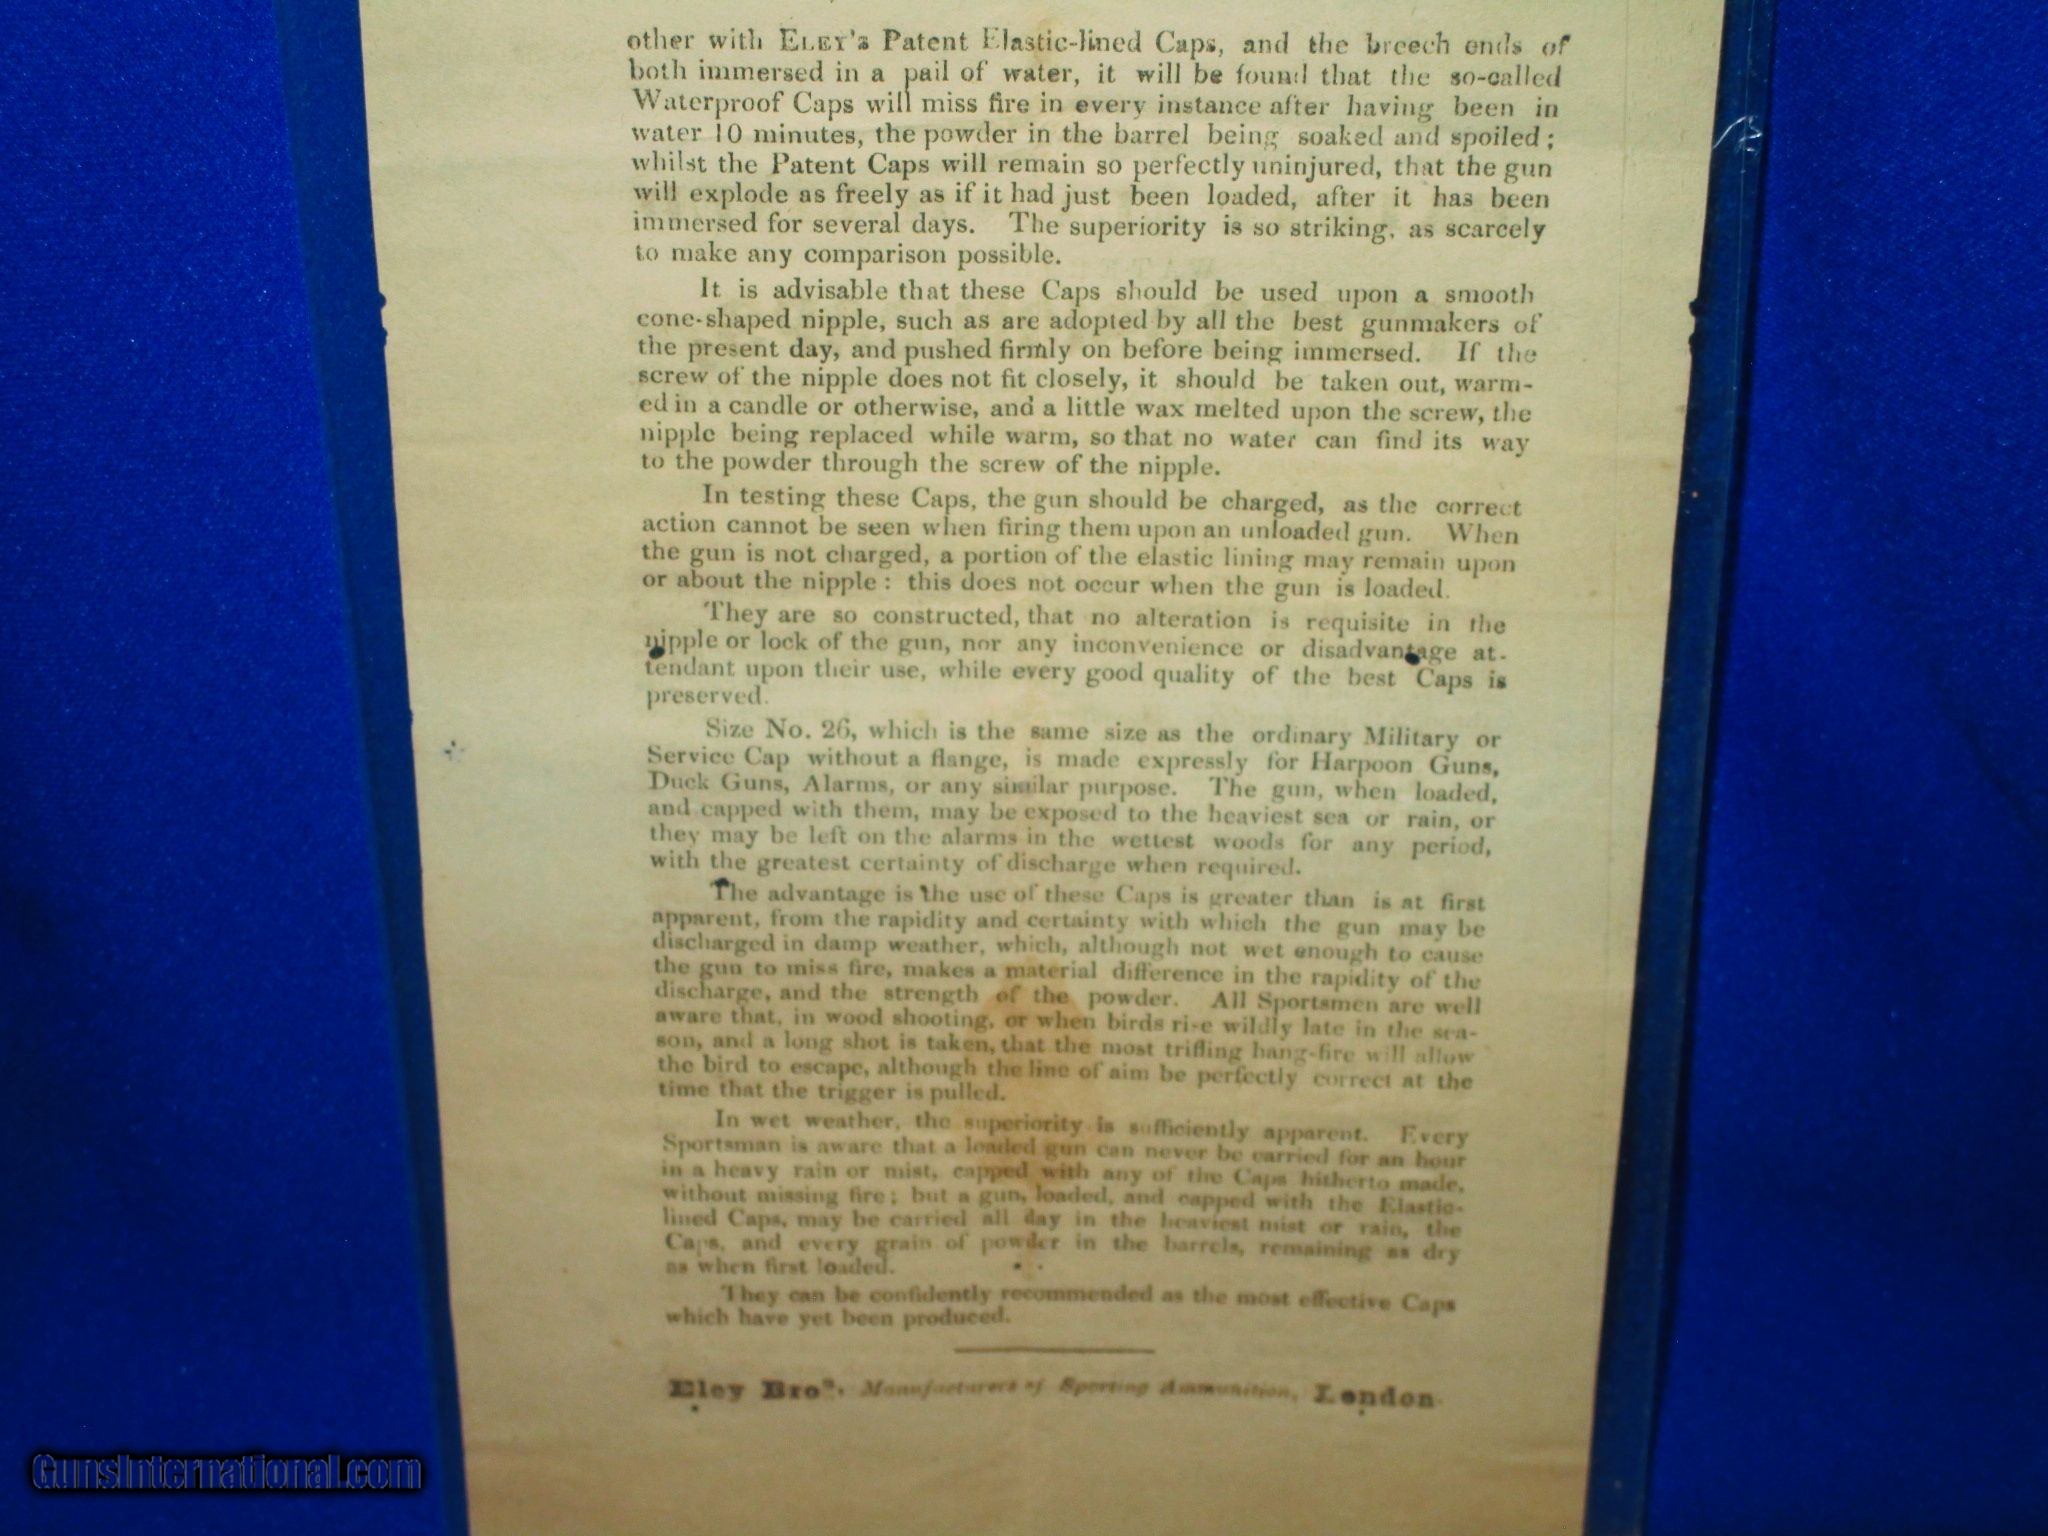 other with ELEY's Patent Elastic-lined Caps, and the breech ends of
both immersed in a pail of water, it will be found that the so-called
Waterproof Caps will miss fire in every instance after having been in
water 10 minutes, the powder in the barrel being soaked and spoiled;
whilst the Patent Caps will remain so perfectly uninjured, that the gun
will explode as freely as if it had just been loaded, after it has been
immersed for several days. The superiority is so striking, as scarcely
to make any comparison possible.
It is advisable that these Caps should be used upon a smooth
cone-shaped nipple, such as are adopted by all the best gunmakers of
the present day, and pushed firmly on before being immersed. If the
screw of the nipple does not fit closely, it should be taken out, warm-
ed in a candle or otherwise, and a little wax melted upon the screw, the
nipple being replaced while warm, so that no water can find its way
to the powder through the screw of the nipple.
In testing these Caps, the gun should be charged, as the correct
action cannot be seen when firing them upon an unloaded gun. When
the gun is not charged, a portion of the elastic lining may remain upon
or about the nipple: this does not occur when the gun is loaded.
They are so constructed, that no alteration is requisite in the
nipple or lock of the gun, nor any inconvenience or disadvantage at-
tendant upon their use, while every good quality of the best Caps is
preserved.
Size No. 26, which is the same size as the ordinary Military or
Service Cap without a flange, is made expressly for Harpoon Guns,
Duck Guns, Alarms, or any similar purpose. The gun, when loaded,
and capped with them, may be exposed to the heaviest sea or rain, or
they may be left on the alarms in the wettest woods for any period,
with the greatest certainty of discharge when required.
The advantage is the use of these Caps is greater than is at first
apparent, from the rapidity and certainty with which the gun may be
discharged in damp weather, which, although not wet enough to cause
the gun to miss fire, makes a material difference in the rapidity of the
discharge, and the strength of the powder. All Sportsmen are well
aware that, in wood shooting, or when birds rise wildly late in the sea-
son, and a long shot is taken, that the most trifling hang-fire will allow
the bird to escape, although the line of aim be perfectly correct at the
time that the trigger is pulled.
In wet weather, the superiority is sufficiently apparent. Every
Sportsman is aware that a loaded gun can never be carried for an hour
in a heavy rain or mist, capped with any of the Caps hitherto made,
without missing fire; but a gun, loaded, and capped with the Elastic-
lined Caps, may be carried all day in the heaviest mist or rain, the
Caps, and every grain of powder in the barrels, remaining as dry
as when first loaded.
They can be confidently recommended as the most effective Caps
which have yet been produced.
Eley Bros. Manufacturers of Sporting Ammunition, London
GunsInternational.com